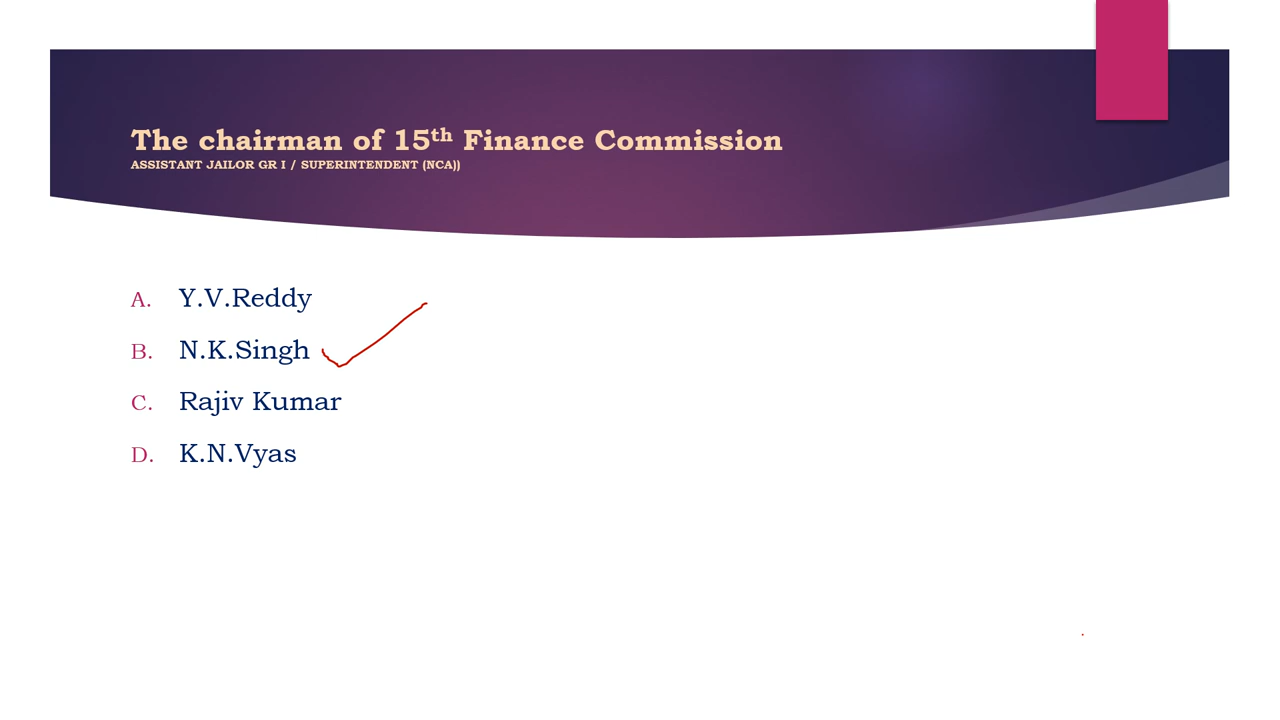 The chairman of 15th Finance Commission
ASSISTANT JAILOR GR I / SUPERINTENDENT (NCA))
A. Y.V.Reddy
B. N.K.Singh
C. Rajiv Kumar
D. K.N.Vyas